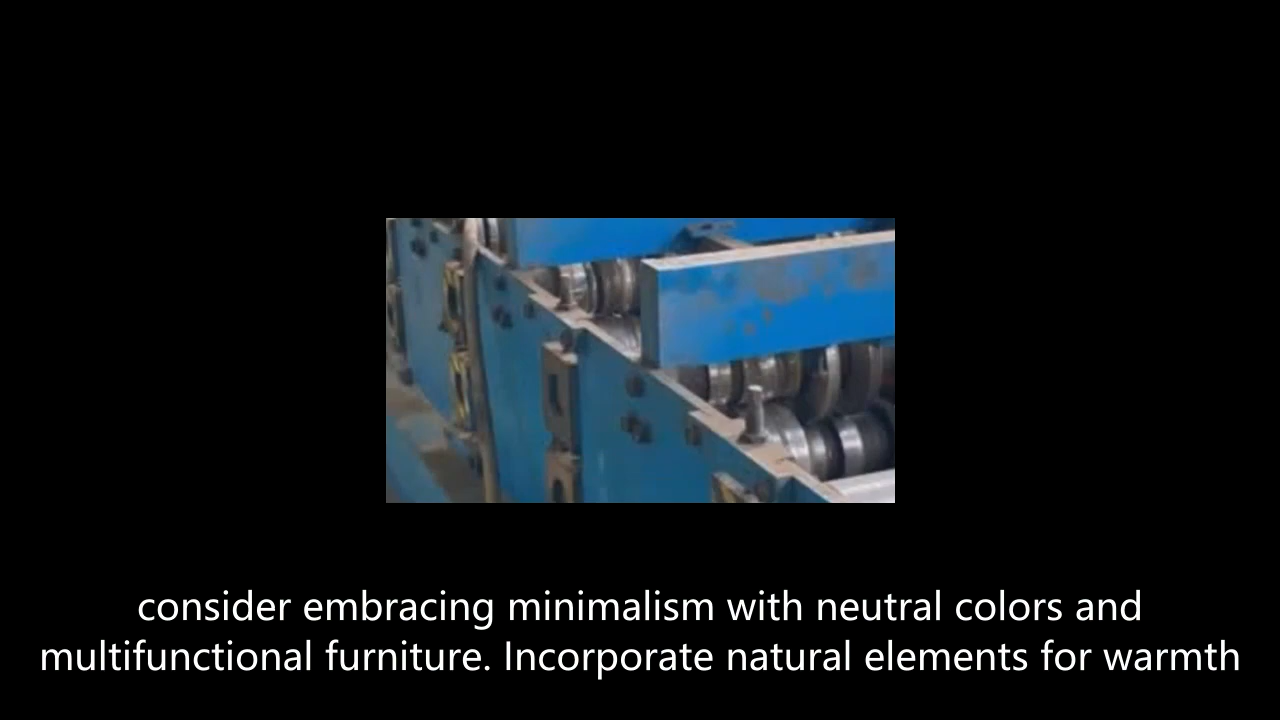 consider embracing minimalism with neutral colors and
multifunctional furniture. Incorporate natural elements for warmth